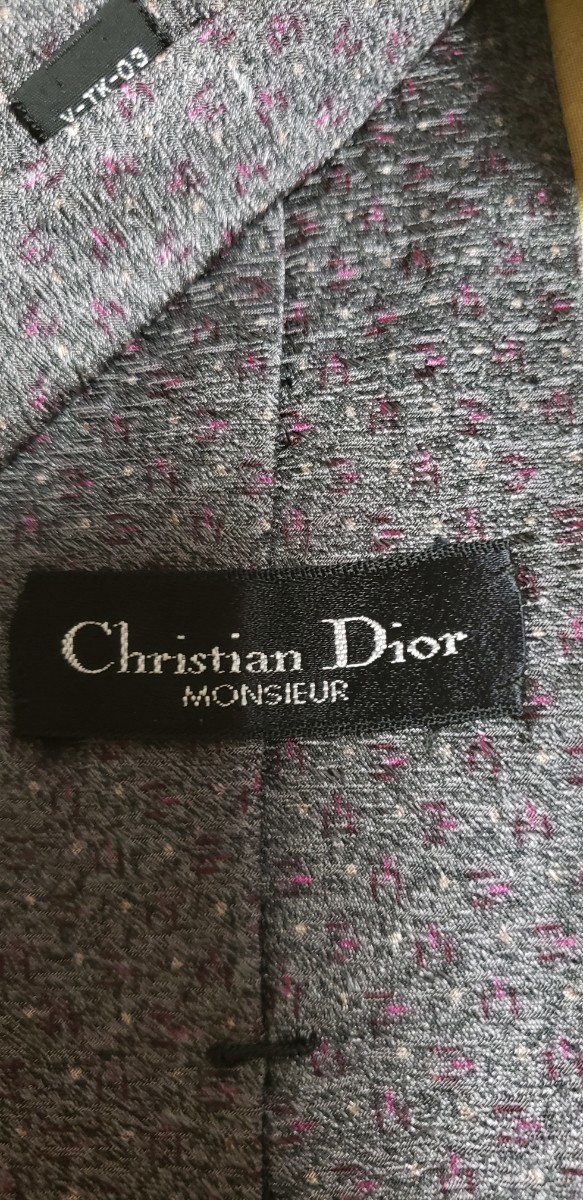 V-TK-03
Christian Dior
MONSIEUR